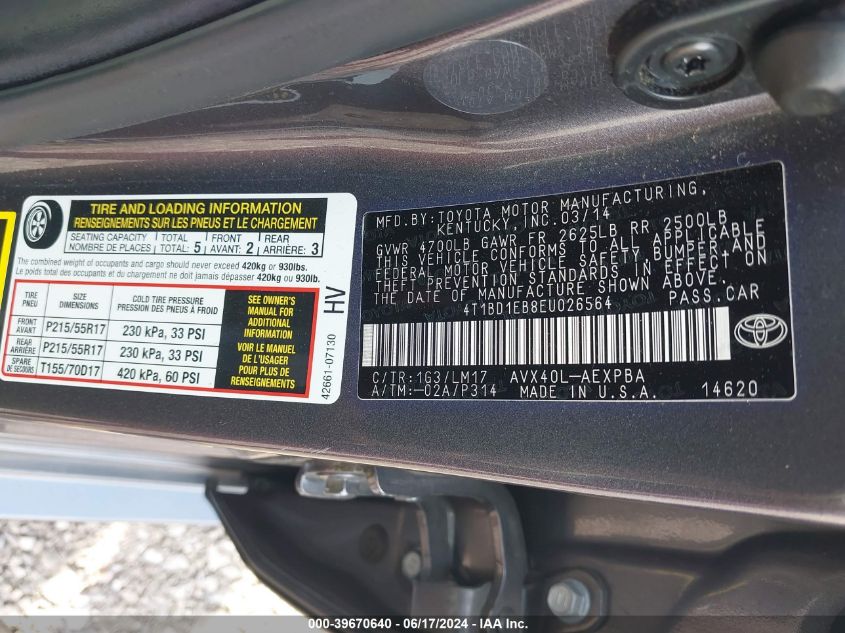 TIRE AND LOADING INFORMATION
RENSEIGNEMENTS SUR LES PNEUS ET LE CHARGEMENT
SEATING CAPACITY TOTAL 5 FRONT 2 REAR 3
NOMBRE DE PLACES TOTAL: AVANT: ARRIÈRE:
The combined weight of occupants and cargo should never exceed 420kg or 930lb.
Le poids total des occupants et du chargement ne doit jamais dépasser 420kg ou 930lb.
TIRE SIZE COLD TIRE PRESSURE
PNEU DIMENSIONS PRESSION DES PNEUS À FROID
FRONT AVANT P215/55R17 230 kPa, 33 PSI
REAR ARRIÈRE P215/55R17 230 kPa, 33 PSI
SPARE DE SECOURS T155/70D17 420 kPa, 60 PSI
SEE OWNER'S
MANUAL FOR
ADDITIONAL
INFORMATION
VOIR LE MANUEL
DE L'USAGER
POUR PLUS DE
RENSEIGNEMENTS
42661-07130 HV
MFD.BY:TOYOTA MOTOR MANUFACTURING,
KENTUCKY, INC.03/14
GVWR 4700LB GAWR FR 2625LB RR 2500LB
THIS VEHICLE CONFORMS TO ALL APPLICABLE
FEDERAL MOTOR VEHICLE SAFETY,BUMPER,AND
THEFT PREVENTION STANDARDS IN EFFECT ON
THE DATE OF MANUFACTURE SHOWN ABOVE.
4T1BD1EB8EU026564 PASS.CAR
C/TR:1G3/LM17 AVX40L-AEXPBA
A/TM:-02A/P314 MADE IN U.S.A. 14620
000-39670640 - 06/17/2024 - IAA Inc.